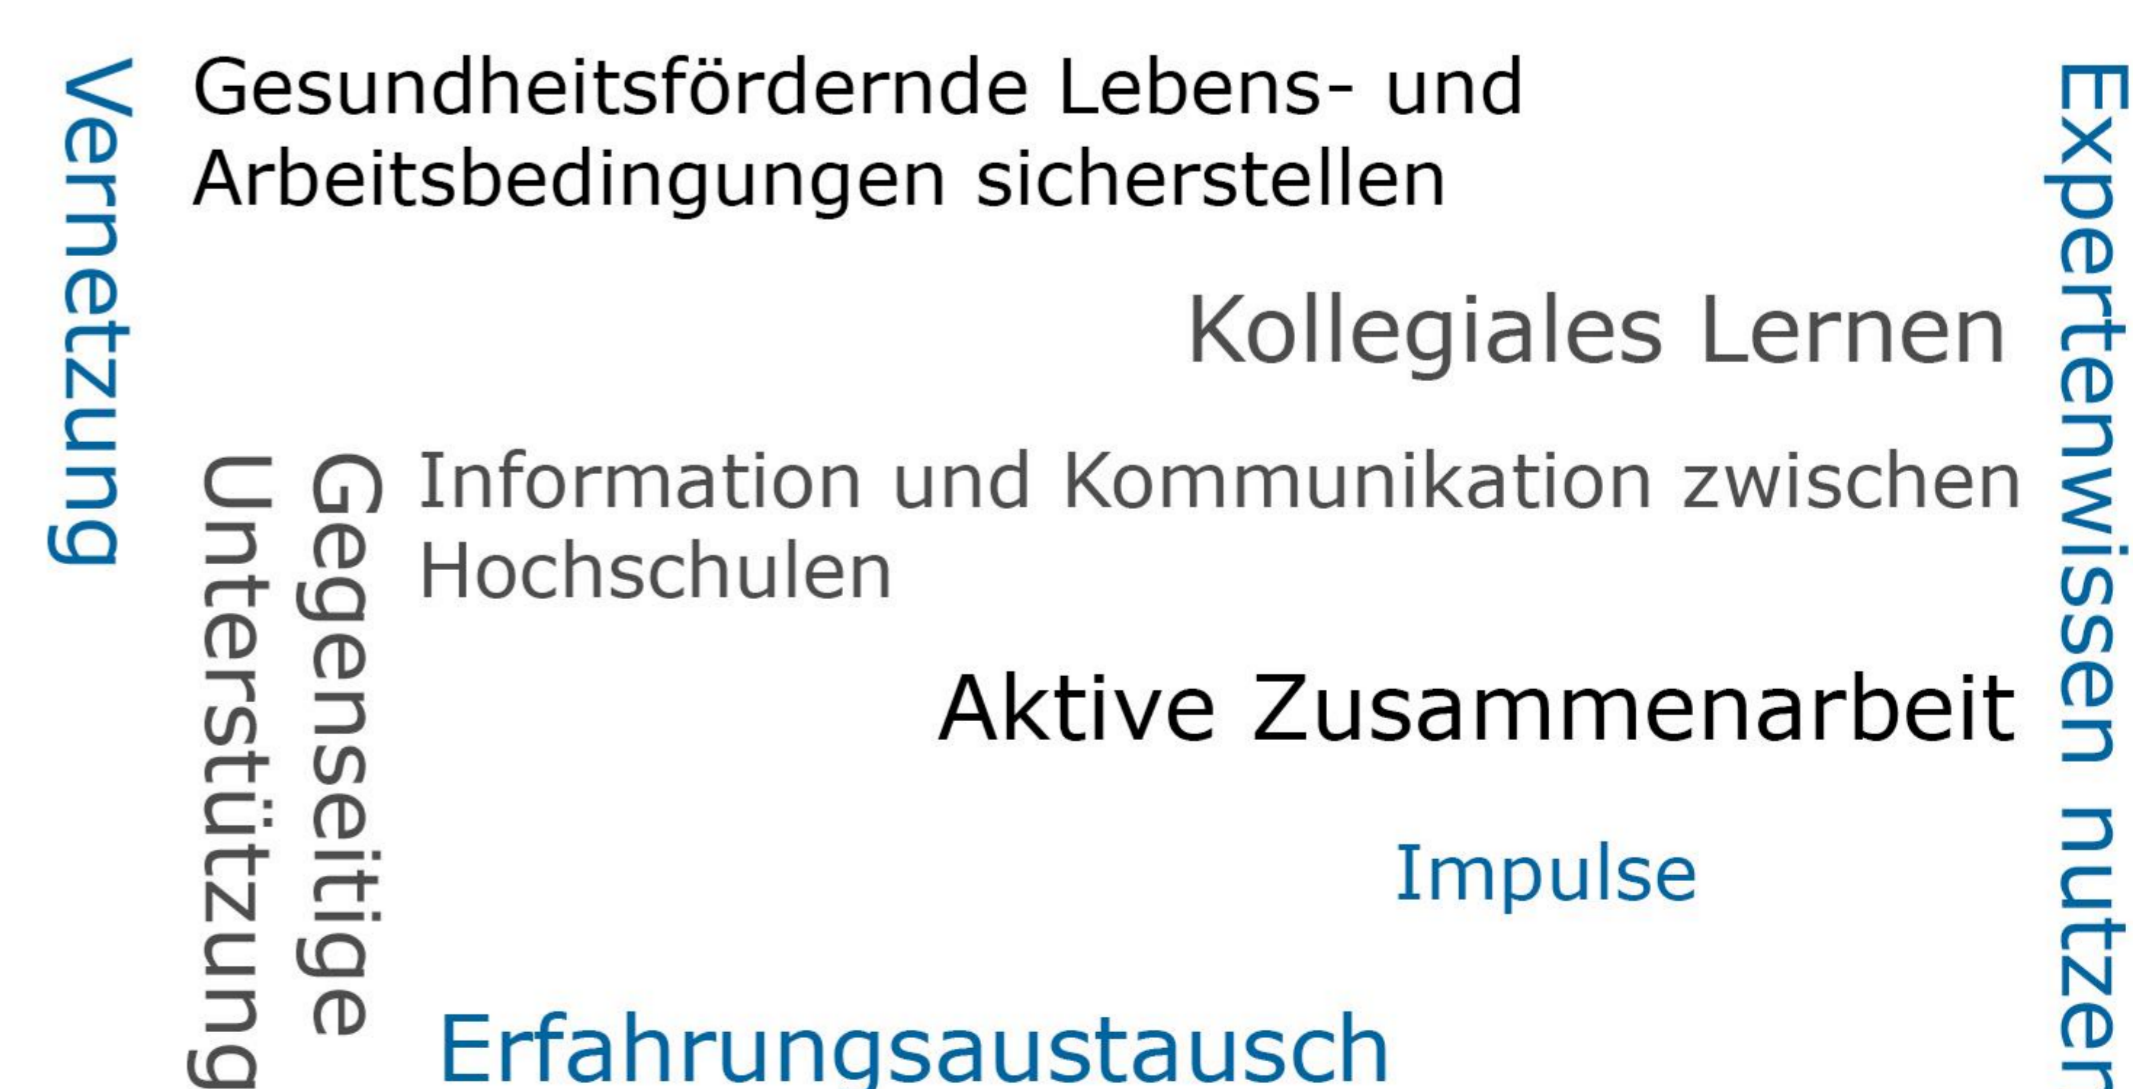 Vernetzung
Gesundheitsfördernde Lebens- und
Arbeitsbedingungen sicherstellen
Expertenwissen nutzen
Kollegiales Lernen
Gegenseitige
Unterstützung
Information und Kommunikation zwischen
Hochschulen
Aktive Zusammenarbeit
Impulse
Erfahrungsaustausch